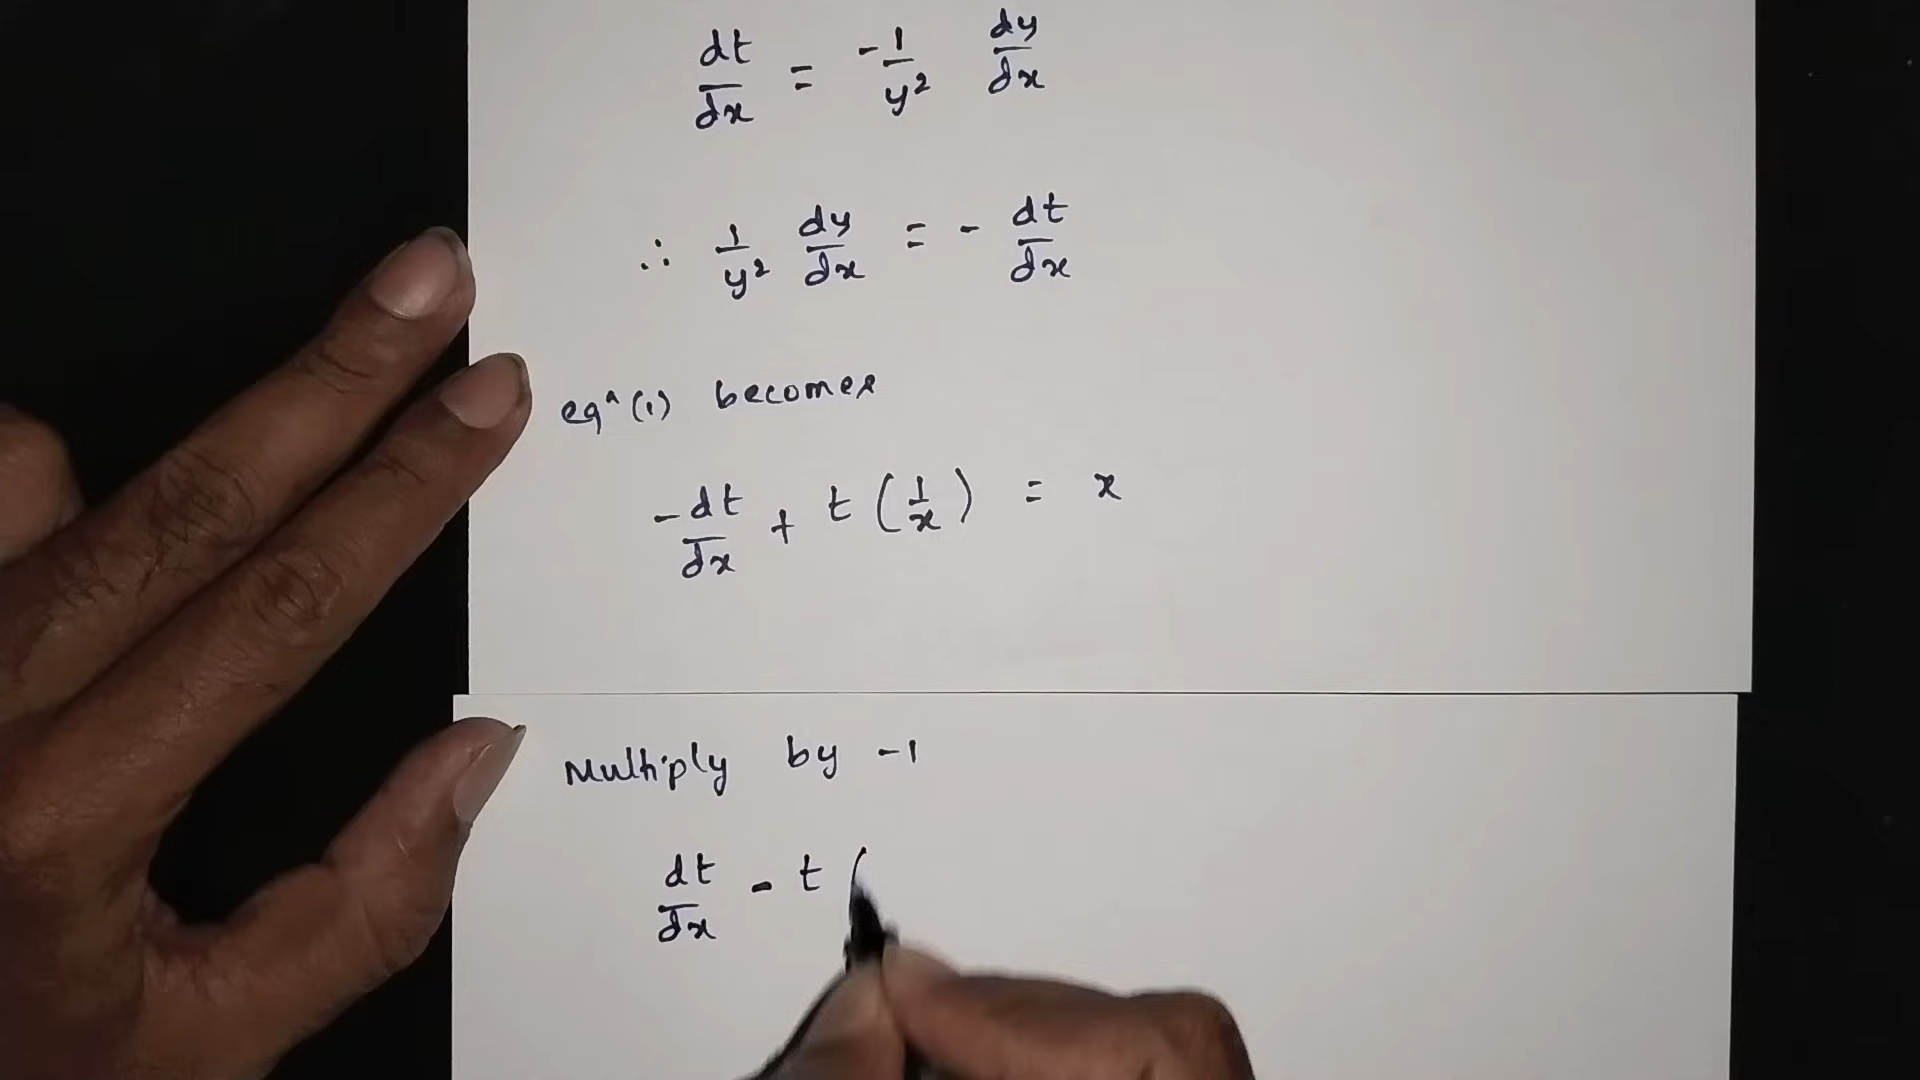 dt/dx = -1/y² dy/dx
∴ 1/y² dy/dx = - dt/dx
eqⁿ (1) becomes
-dt/dx + t (1/x) = x
Multiply by -1
dt/dx - t (